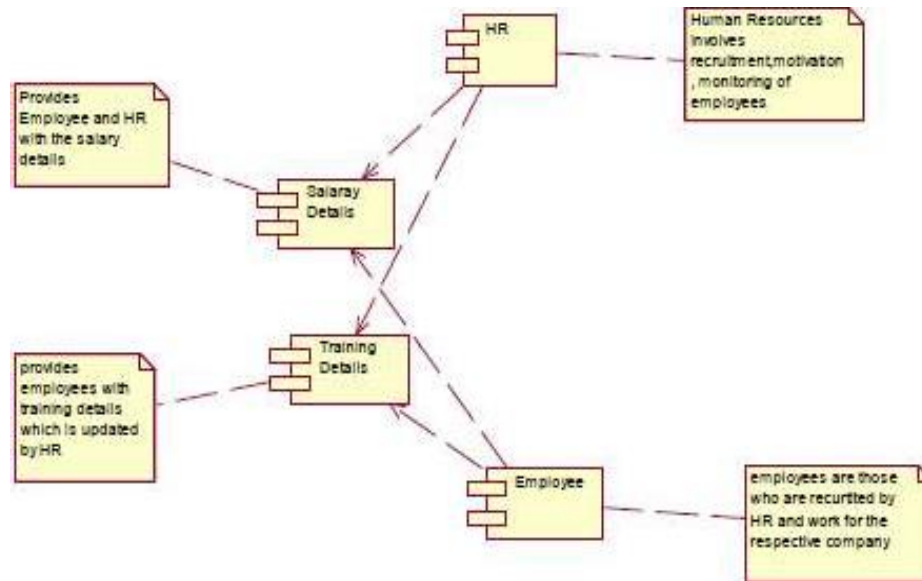 HR
Human Resources
involves
recruitment,motivation
, monitoring of
employees
Provides
Employee and HR
with the salary
details
Salaray
Details
Training
Details
provides
employees with
training details
which is updated
by HR
Employee
employees are those
who are recurtited by
HR and work for the
respective company